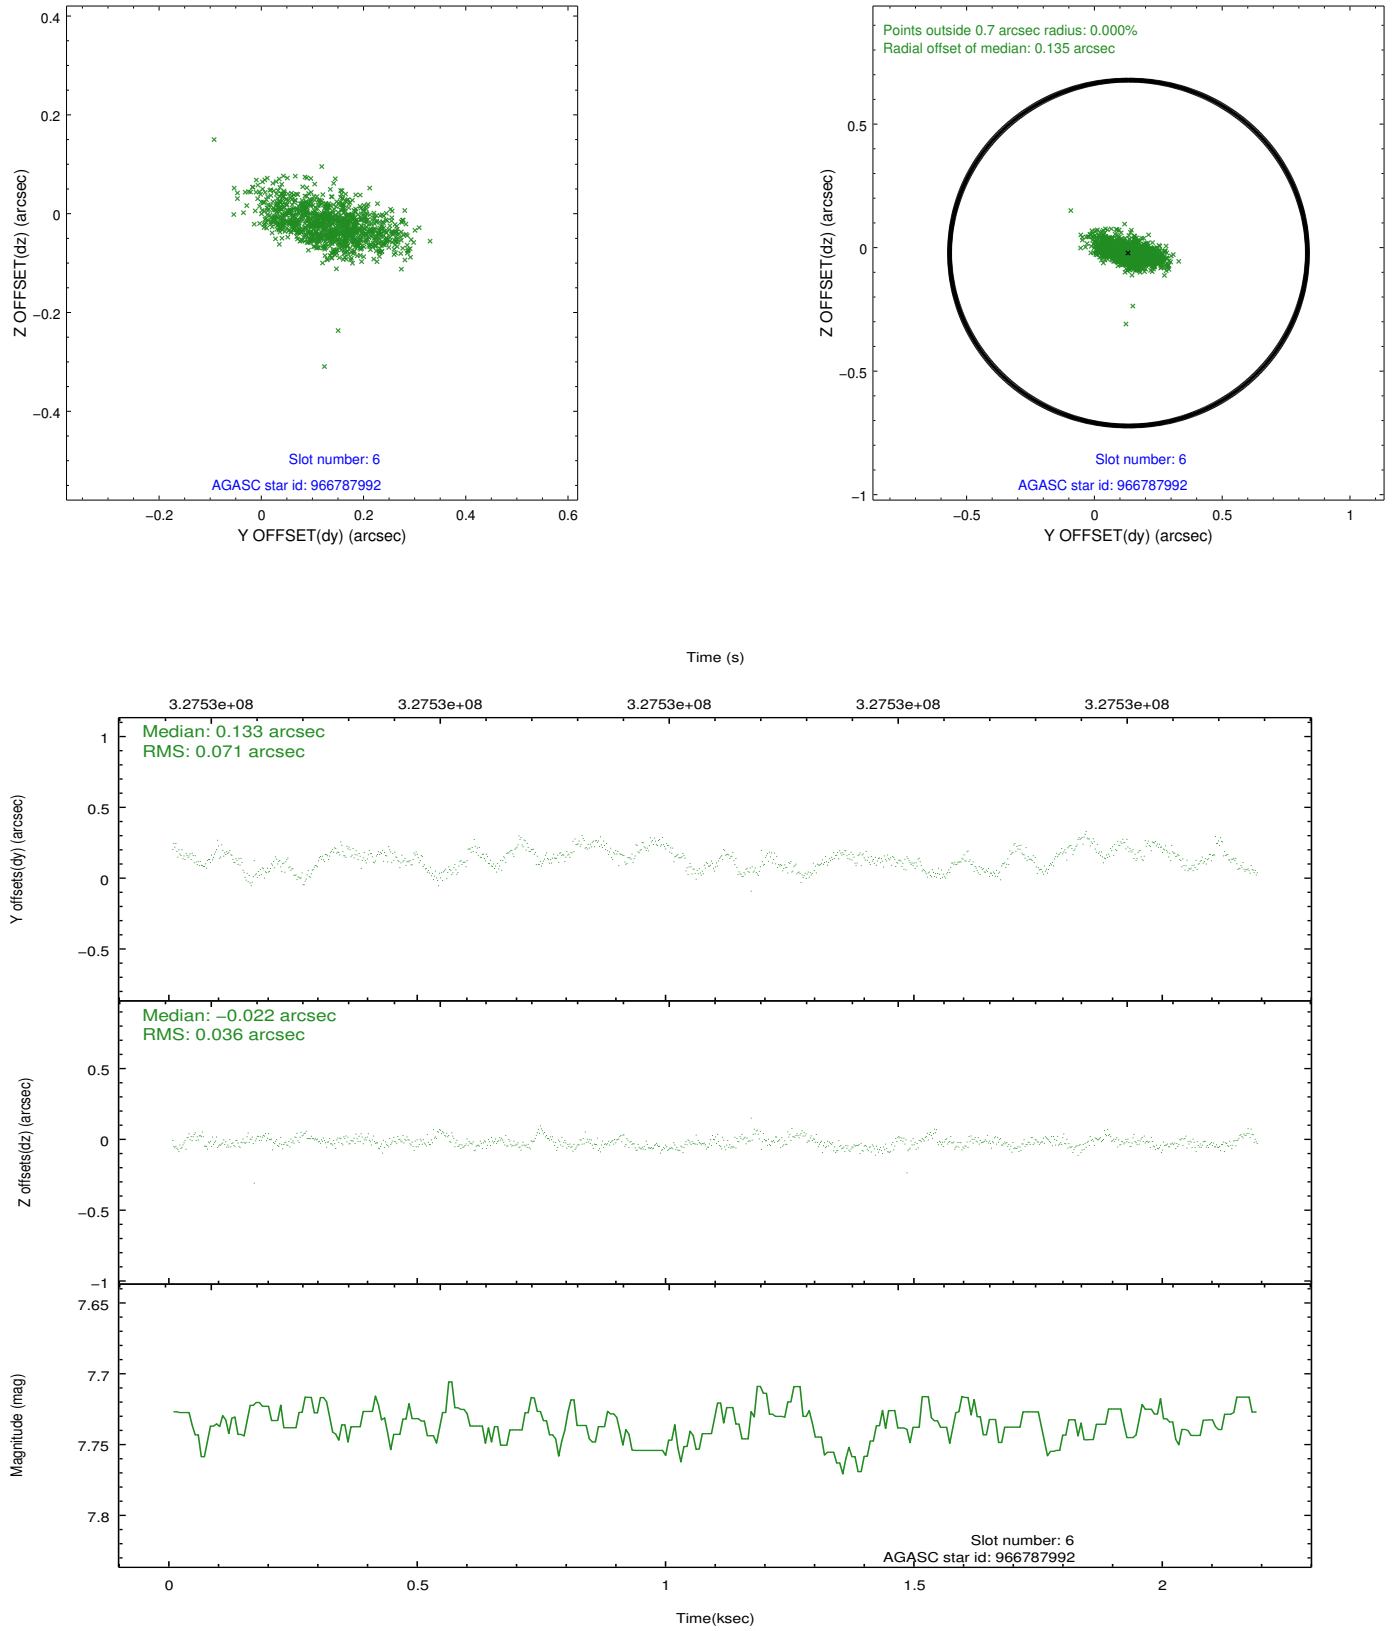 0.4
0.2
0
−0.2
−0.4
Z OFFSET(dz) (arcsec)
Slot number: 6
AGASC star id: 966787992
−0.2 0 0.2 0.4 0.6
Y OFFSET(dy) (arcsec)
Points outside 0.7 arcsec radius: 0.000%
Radial offset of median: 0.135 arcsec
0.5
0
−0.5
−1
Z OFFSET(dz) (arcsec)
Slot number: 6
AGASC star id: 966787992
−0.5 0 0.5 1
Y OFFSET(dy) (arcsec)
Time (s)
3.2753e+08 3.2753e+08 3.2753e+08 3.2753e+08 3.2753e+08
Median: 0.133 arcsec
RMS: 0.071 arcsec
1
0.5
0
−0.5
Y offsets(dy) (arcsec)
Median: −0.022 arcsec
RMS: 0.036 arcsec
0.5
0
−0.5
−1
Z offsets(dz) (arcsec)
7.65
7.7
7.75
7.8
Magnitude (mag)
Slot number: 6
AGASC star id: 966787992
0 0.5 1 1.5 2
Time(ksec)